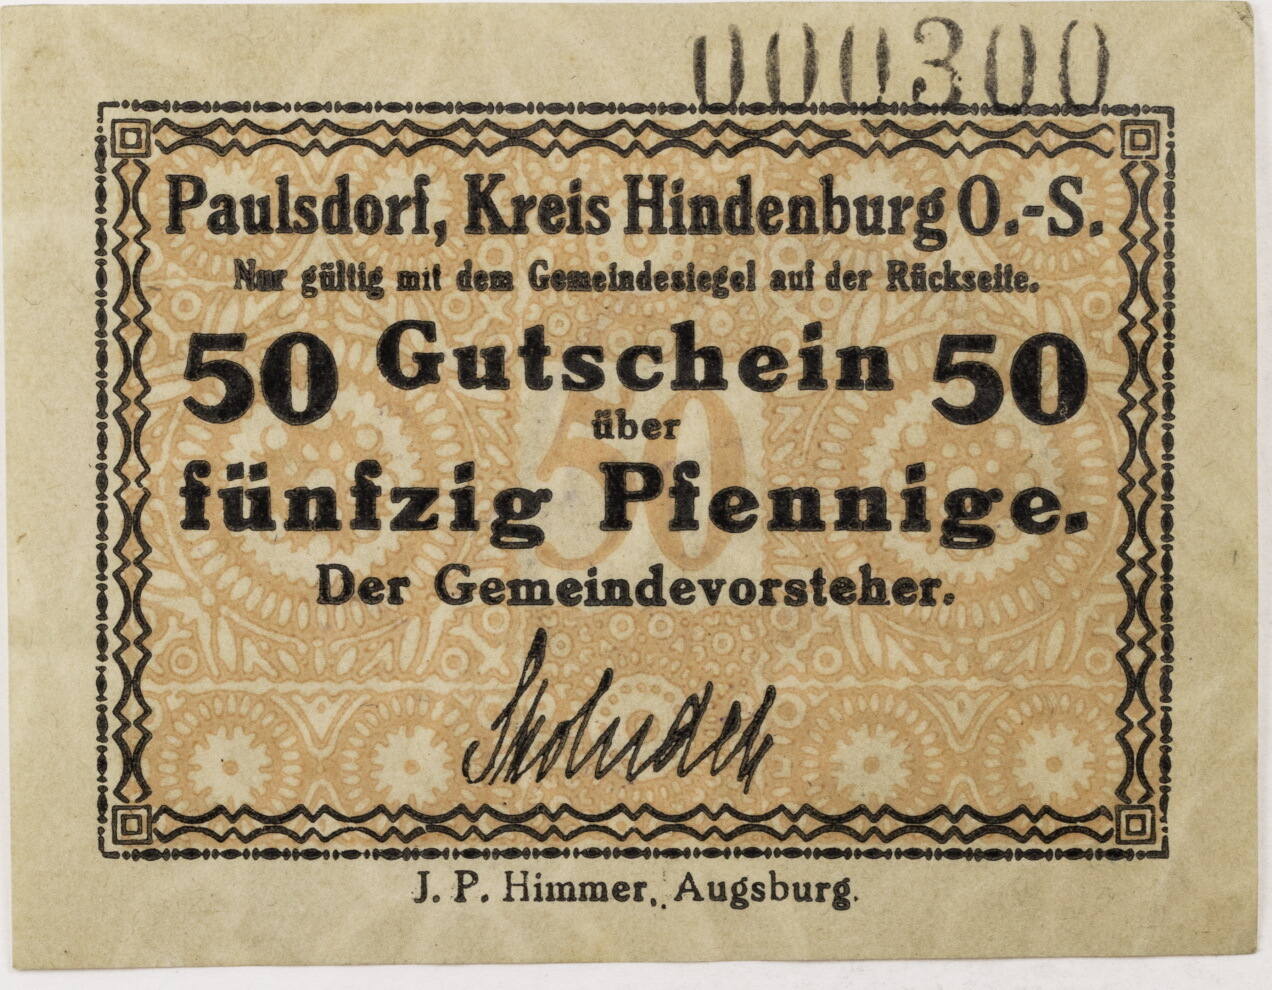 000300
Paulsdorf, Kreis Hindenburg O.-S.
Nur gültig mit dem Gemeindesiegel auf der Rückseite.
50 Gutschein 50
über
50
fünfzig Pfennige.
Der Gemeindevorsteher.
J. P. Himmer, Augsburg.